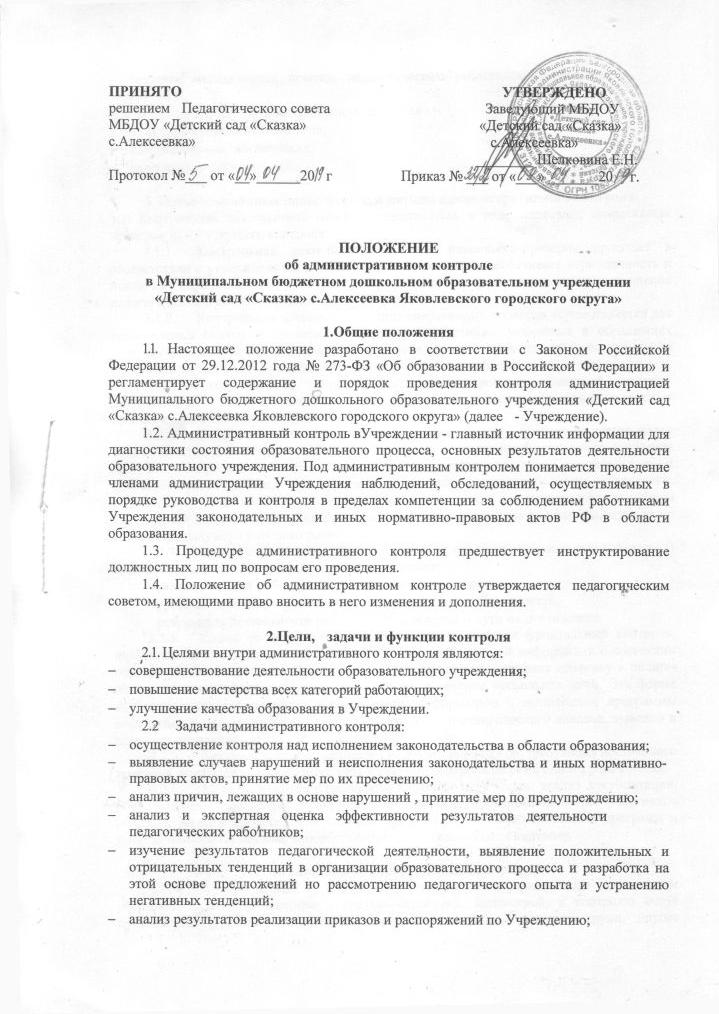 ПРИНЯТО УТВЕРЖДЕНО
решением Педагогического совета Заведующий МБДОУ
МБДОУ «Детский сад «Сказка» «Детский сад «Сказка»
с.Алексеевка» с.Алексеевка»
Шелковина Е.Н.
Протокол № 5 от «04» 04 2019 г Приказ № от « » 04 2019 г.
ПОЛОЖЕНИЕ
об административном контроле
в Муниципальном бюджетном дошкольном образовательном учреждении
«Детский сад «Сказка» с.Алексеевка Яковлевского городского округа»
1.Общие положения
1.1. Настоящее положение разработано в соответствии с Законом Российской
Федерации от 29.12.2012 года № 273-ФЗ «Об образовании в Российской Федерации» и
регламентирует содержание и порядок проведения контроля администрацией
Муниципального бюджетного дошкольного образовательного учреждения «Детский сад
«Сказка» с.Алексеевка Яковлевского городского округа» (далее - Учреждение).
1.2. Административный контроль вУчреждении - главный источник информации для
диагностики состояния образовательного процесса, основных результатов деятельности
образовательного учреждения. Под административным контролем понимается проведение
членами администрации Учреждения наблюдений, обследований, осуществляемых в
порядке руководства и контроля в пределах компетенции за соблюдением работниками
Учреждения законодательных и иных нормативно-правовых актов РФ в области
образования.
1.3. Процедуре административного контроля предшествует инструктирование
должностных лиц по вопросам его проведения.
1.4. Положение об административном контроле утверждается педагогическим
советом, имеющими право вносить в него изменения и дополнения.
2.Цели, задачи и функции контроля
2.1. Целями внутри административного контроля являются:
– совершенствование деятельности образовательного учреждения;
– повышение мастерства всех категорий работающих;
– улучшение качества образования в Учреждении.
2.2 Задачи административного контроля:
– осуществление контроля над исполнением законодательства в области образования;
– выявление случаев нарушений и неисполнения законодательства и иных нормативно-
правовых актов, принятие мер по их пресечению;
– анализ причин, лежащих в основе нарушений , принятие мер по предупреждению;
– анализ и экспертная оценка эффективности результатов деятельности
педагогических работников;
– изучение результатов педагогической деятельности, выявление положительных и
отрицательных тенденций в организации образовательного процесса и разработка на
этой основе предложений но рассмотрению педагогического опыта и устранению
негативных тенденций;
– анализ результатов реализации приказов и распоряжений по Учреждению;